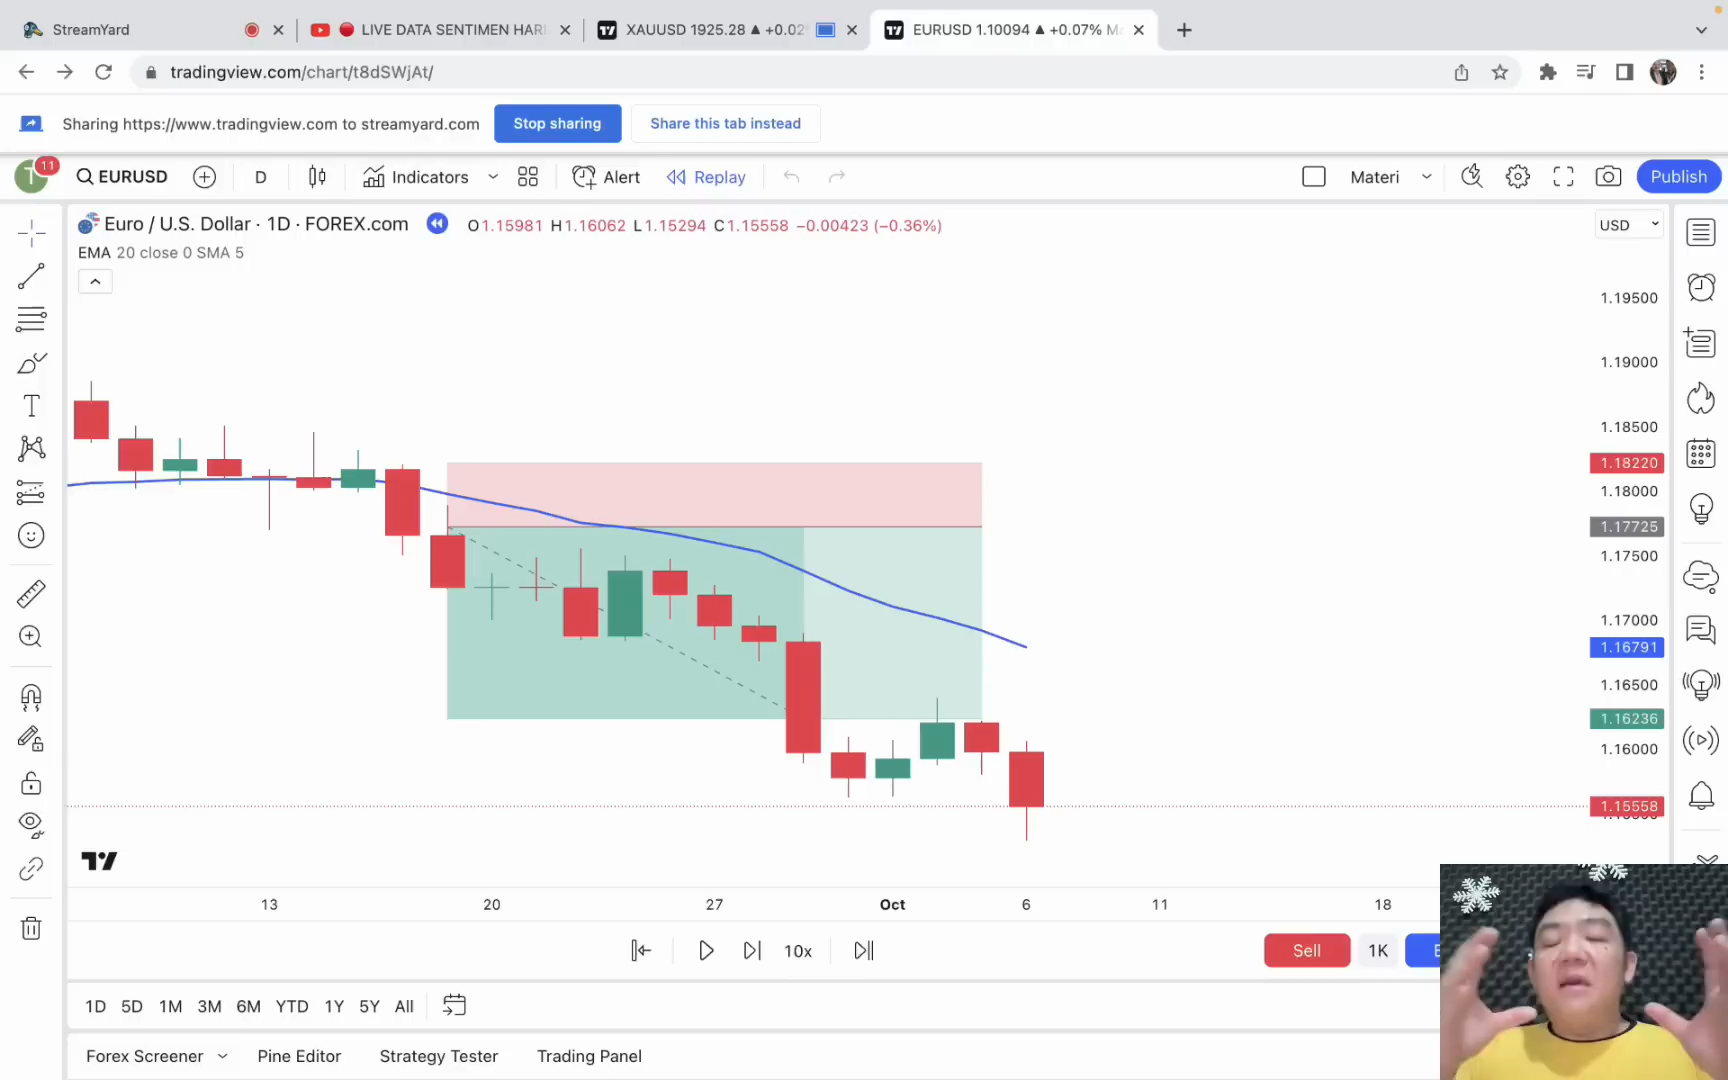 StreamYard
LIVE DATA SENTIMEN HAR
XAUUSD 1925.28 ▲ +0.02
EURUSD 1.10094 ▲ +0.07%
tradingview.com/chart/t8dSWjAt/
Sharing https://www.tradingview.com to streamyard.com
Stop sharing
Share this tab instead
T
11
EURUSD
D
Indicators
Alert
Replay
Materi
Publish
Euro / U.S. Dollar · 1D · FOREX.com
O1.15981 H1.16062 L1.15294 C1.15558 −0.00423 (−0.36%)
USD
EMA 20 close 0 SMA 5
1.19500
1.19000
1.18500
1.18220
1.18000
1.17725
1.17500
1.17000
1.16791
1.16500
1.16236
1.16000
1.15558
13
20
27
Oct
6
11
18
10x
Sell
1K
1D
5D
1M
3M
6M
YTD
1Y
5Y
All
Forex Screener
Pine Editor
Strategy Tester
Trading Panel